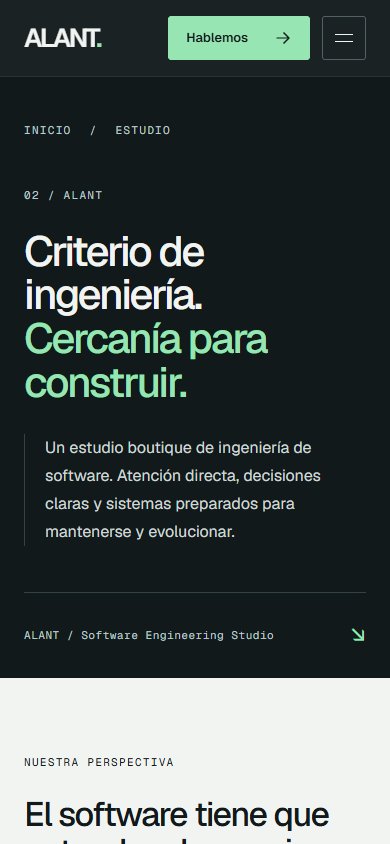 ALANT.
Hablemos
INICIO / ESTUDIO
02 / ALANT
Criterio de
ingeniería.
Cercanía para
construir.
Un estudio boutique de ingeniería de
software. Atención directa, decisiones
claras y sistemas preparados para
mantenerse y evolucionar.
ALANT / Software Engineering Studio
NUESTRA PERSPECTIVA
El software tiene que